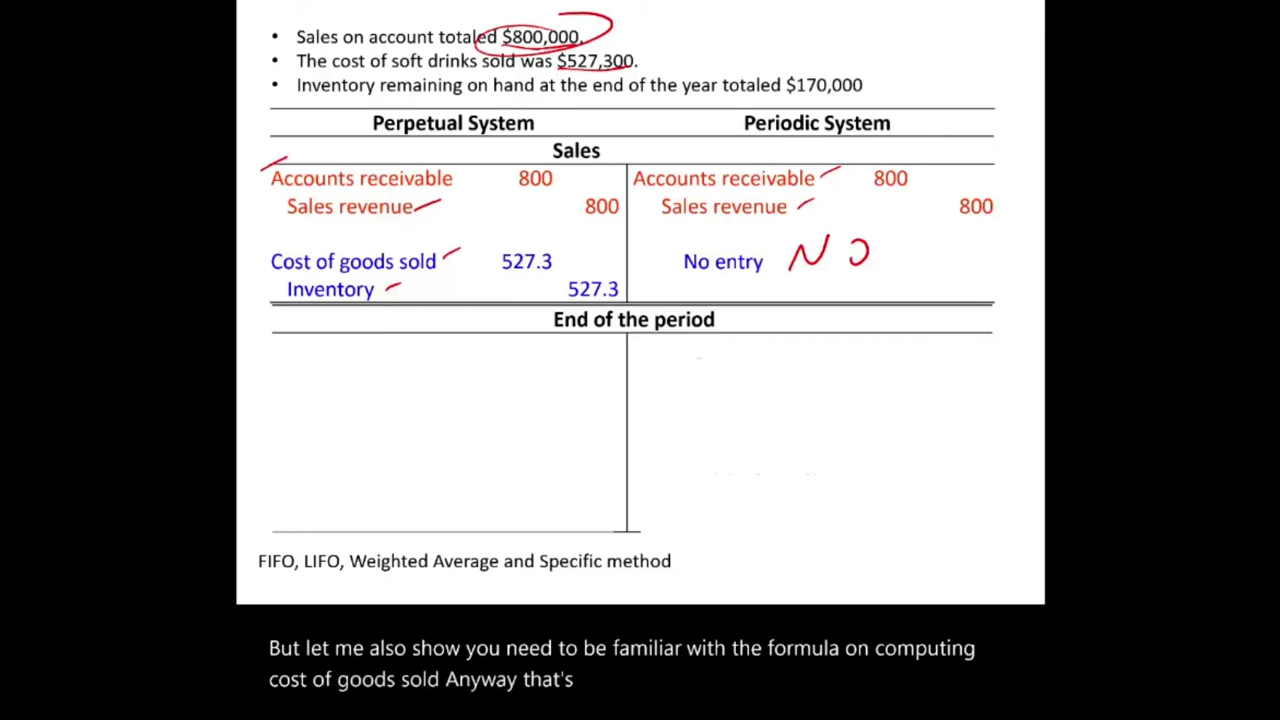 • Sales on account totaled $800,000.
• The cost of soft drinks sold was $527,300.
• Inventory remaining on hand at the end of the year totaled $170,000
Perpetual System Periodic System
Sales
Accounts receivable 800 Accounts receivable 800
Sales revenue 800 Sales revenue 800
Cost of goods sold 527.3 No entry NO
Inventory 527.3
End of the period
FIFO, LIFO, Weighted Average and Specific method
But let me also show you need to be familiar with the formula on computing
cost of goods sold Anyway that's